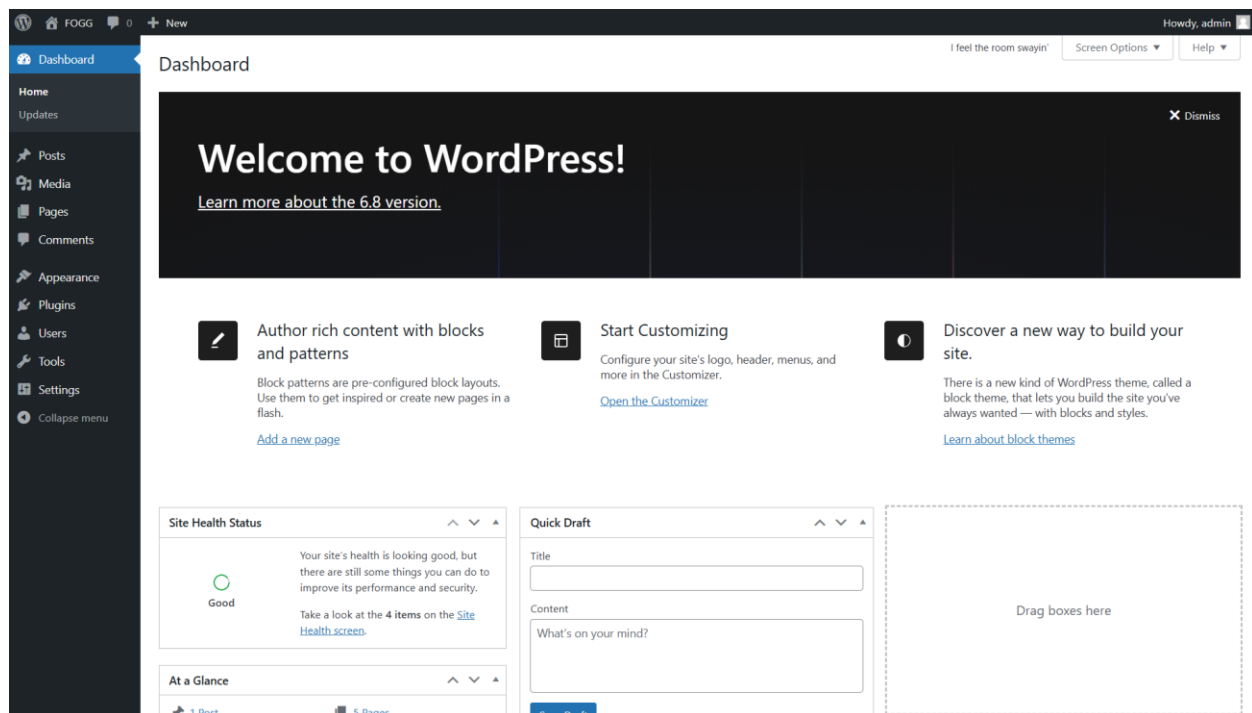 FOGG
0
New
Howdy, admin
Dashboard
Home
Updates
Posts
Media
Pages
Comments
Appearance
Plugins
Users
Tools
Settings
Collapse menu
Dashboard
I feel the room swayin'
Screen Options
Help
Dismiss
Welcome to WordPress!
Learn more about the 6.8 version.
Author rich content with blocks
and patterns
Block patterns are pre-configured block layouts.
Use them to get inspired or create new pages in a
flash.
Add a new page
Start Customizing
Configure your site's logo, header, menus, and
more in the Customizer.
Open the Customizer
Discover a new way to build your
site.
There is a new kind of WordPress theme, called a
block theme, that lets you build the site you've
always wanted — with blocks and styles.
Learn about block themes
Site Health Status
Good
Your site's health is looking good, but
there are still some things you can do to
improve its performance and security.
Take a look at the 4 items on the Site
Health screen.
At a Glance
1 Post
5 Pages
Quick Draft
Title
Content
What's on your mind?
Save Draft
Drag boxes here